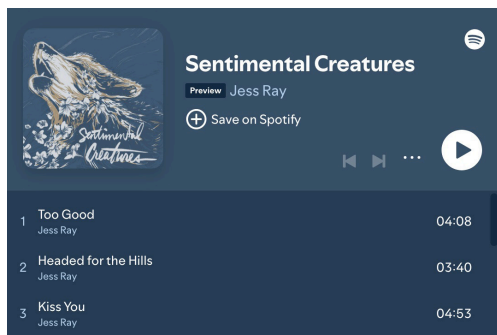 Sentimental
Creatures
Sentimental Creatures
Preview Jess Ray
Save on Spotify
1 Too Good 04:08
Jess Ray
2 Headed for the Hills 03:40
Jess Ray
3 Kiss You 04:53
Jess Ray